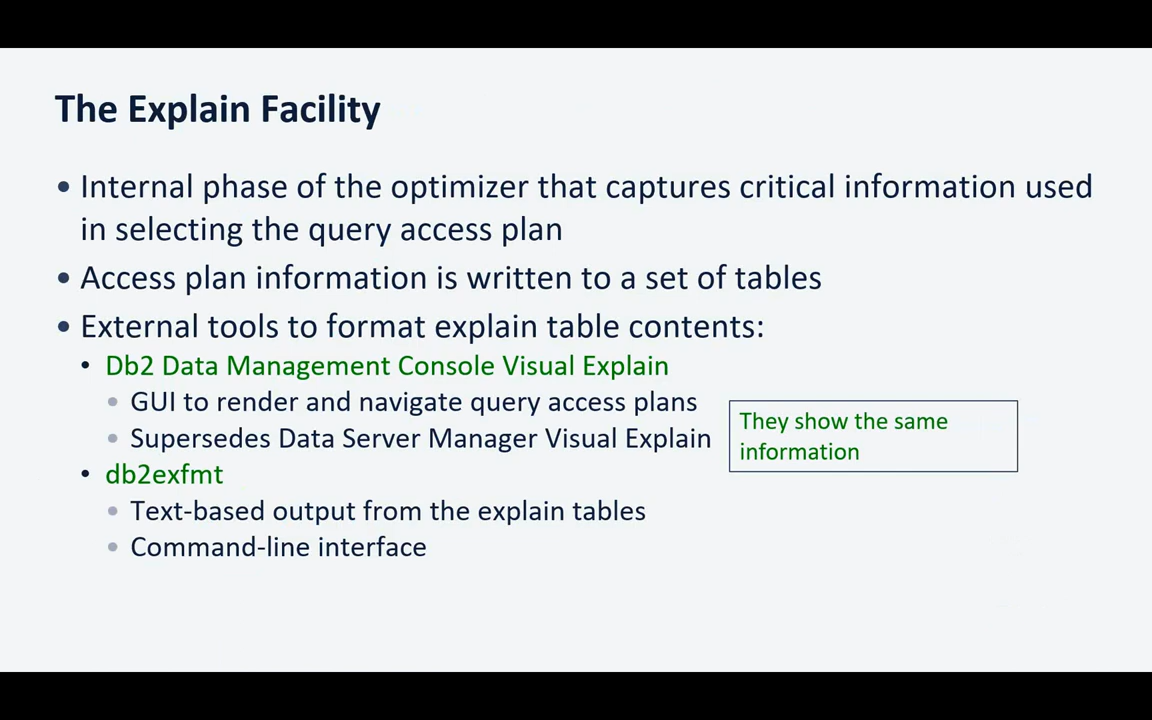 The Explain Facility
• Internal phase of the optimizer that captures critical information used
in selecting the query access plan
• Access plan information is written to a set of tables
• External tools to format explain table contents:
• Db2 Data Management Console Visual Explain
• GUI to render and navigate query access plans
• Supersedes Data Server Manager Visual Explain
They show the same
information
• db2exfmt
• Text-based output from the explain tables
• Command-line interface